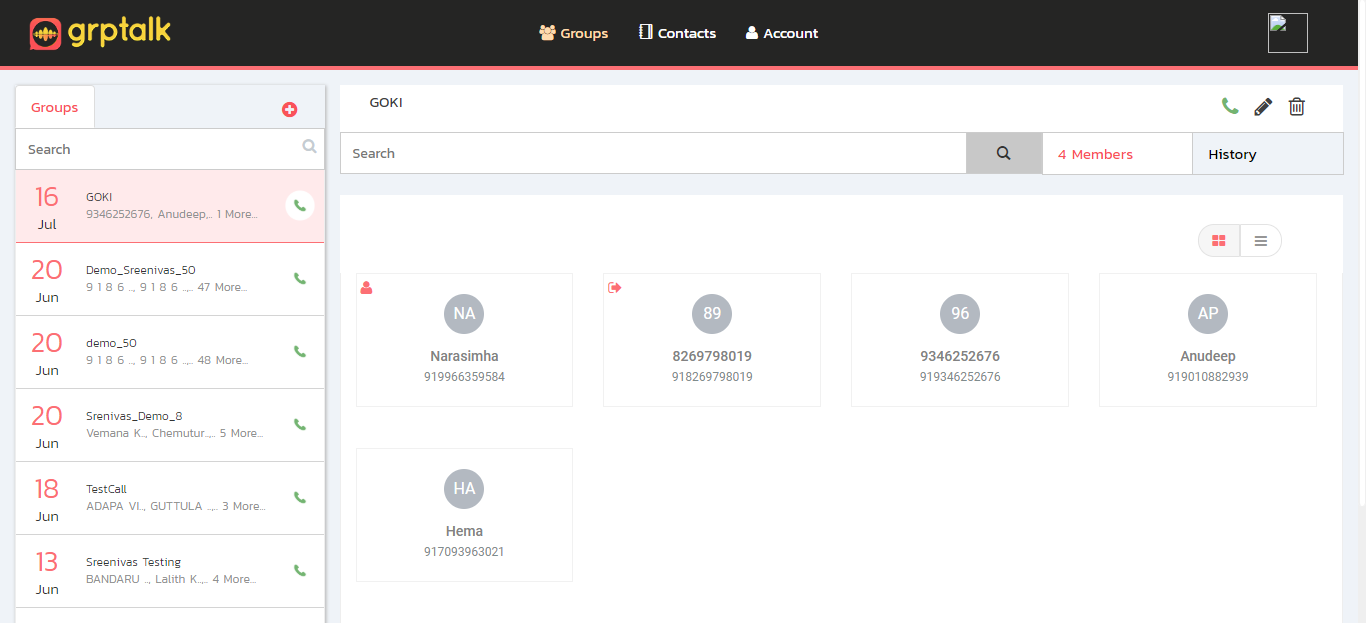 grptalk
Groups
Contacts
Account
Groups
Search
16
Jul
GOKI
9346252676, Anudeep,.. 1 More...
20
Jun
Demo_Sreenivas_50
9 1 8 6 .., 9 1 8 6 ..,.. 47 More...
20
Jun
demo_50
9 1 8 6 .., 9 1 8 6 ..,.. 48 More...
20
Jun
Srenivas_Demo_8
Vemana K.., Chemutur..,.. 5 More...
18
Jun
TestCall
ADAPA VI.., GUTTULA ..,.. 3 More...
13
Jun
Sreenivas Testing
BANDARU .., Lalith K..,.. 4 More...
GOKI
Search
4 Members
History
NA
Narasimha
919966359584
89
8269798019
918269798019
96
9346252676
919346252676
AP
Anudeep
919010882939
HA
Hema
917093963021